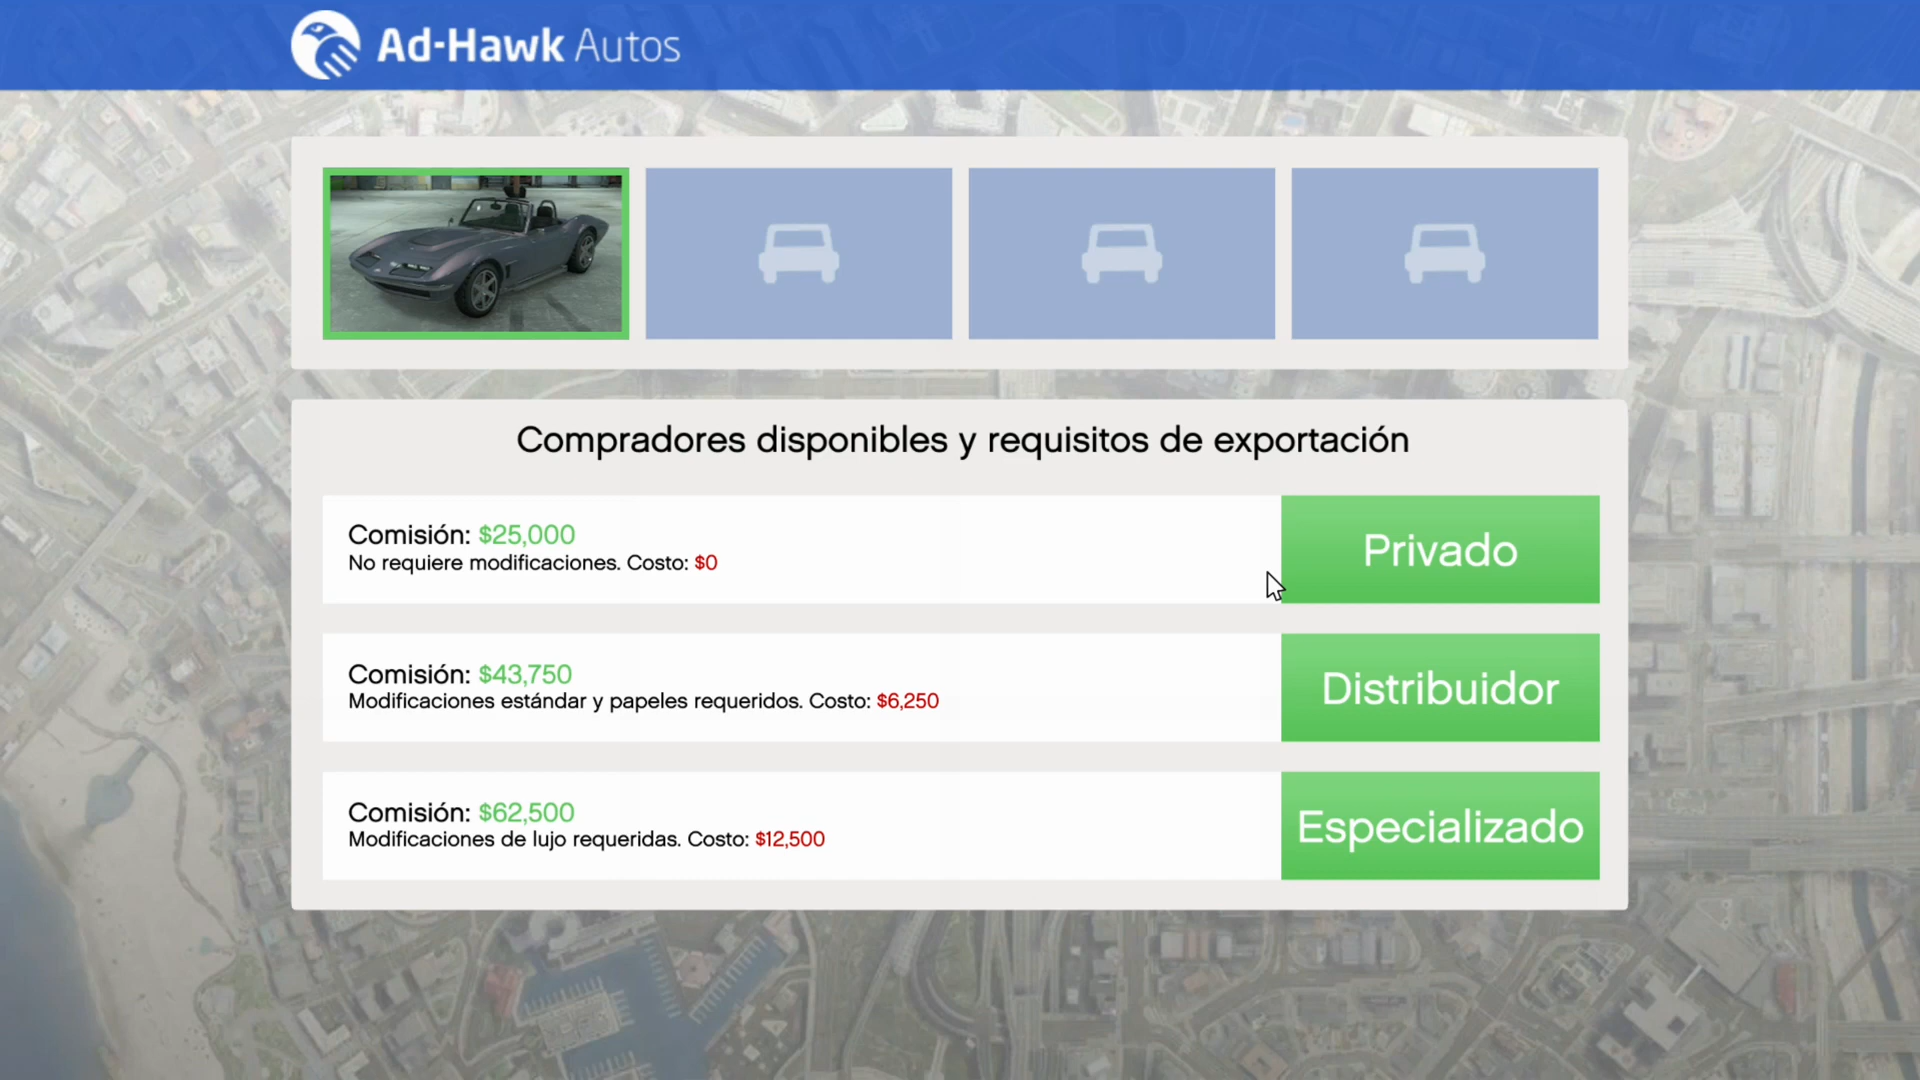 Ad-Hawk Autos
Compradores disponibles y requisitos de exportación
Comisión: $25,000
No requiere modificaciones. Costo: $0
Privado
Comisión: $43,750
Modificaciones estándar y papeles requeridos. Costo: $6,250
Distribuidor
Comisión: $62,500
Modificaciones de lujo requeridas. Costo: $12,500
Especializado